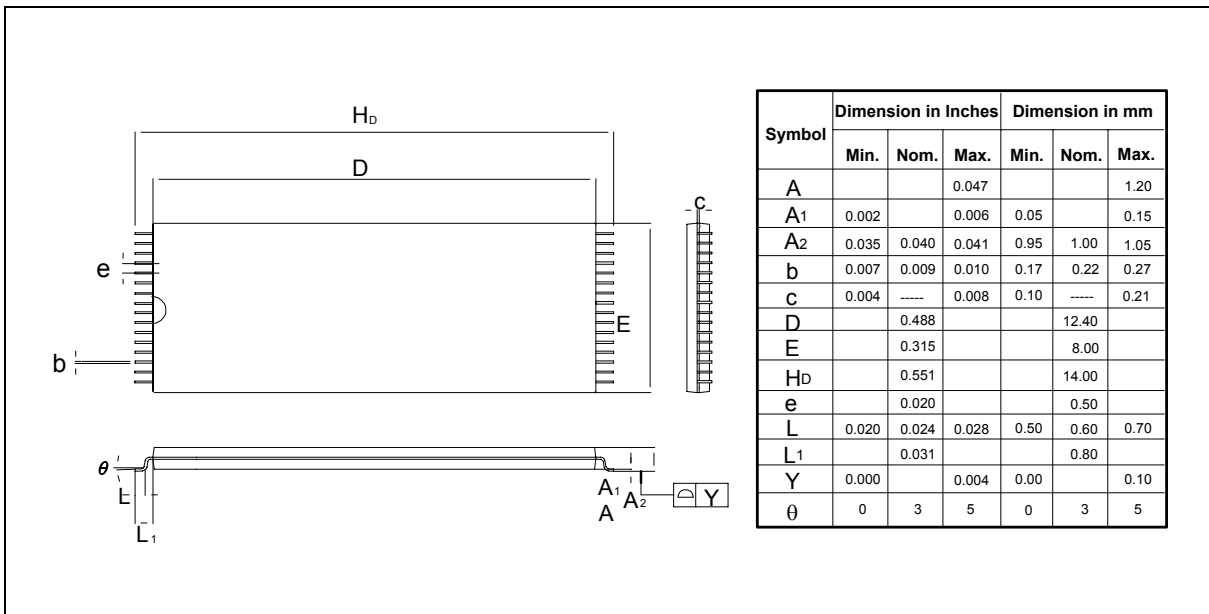 HD
D
c
e
E
b
θ
L
L1
A1
A
A2
Y
Symbol Dimension in Inches Dimension in mm
Min. Nom. Max. Min. Nom. Max.
A 0.047 1.20
A1 0.002 0.006 0.05 0.15
A2 0.035 0.040 0.041 0.95 1.00 1.05
b 0.007 0.009 0.010 0.17 0.22 0.27
c 0.004 ----- 0.008 0.10 ----- 0.21
D 0.488 12.40
E 0.315 8.00
HD 0.551 14.00
e 0.020 0.50
L 0.020 0.024 0.028 0.50 0.60 0.70
L1 0.031 0.80
Y 0.000 0.004 0.00 0.10
θ 0 3 5 0 3 5